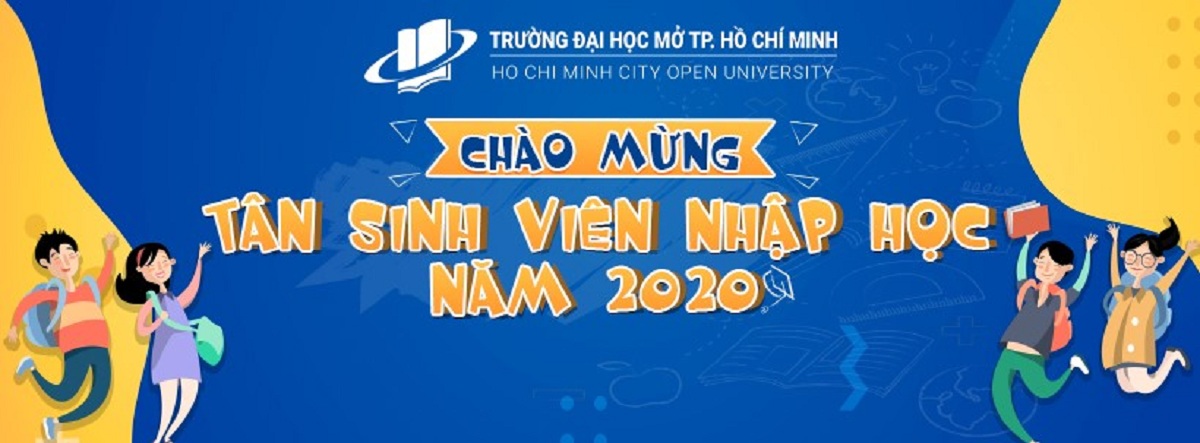 TRƯỜNG ĐẠI HỌC MỞ TP. HỒ CHÍ MINH
HO CHI MINH CITY OPEN UNIVERSITY
CHÀO MỪNG
TÂN SINH VIÊN NHẬP HỌC
NĂM 2020